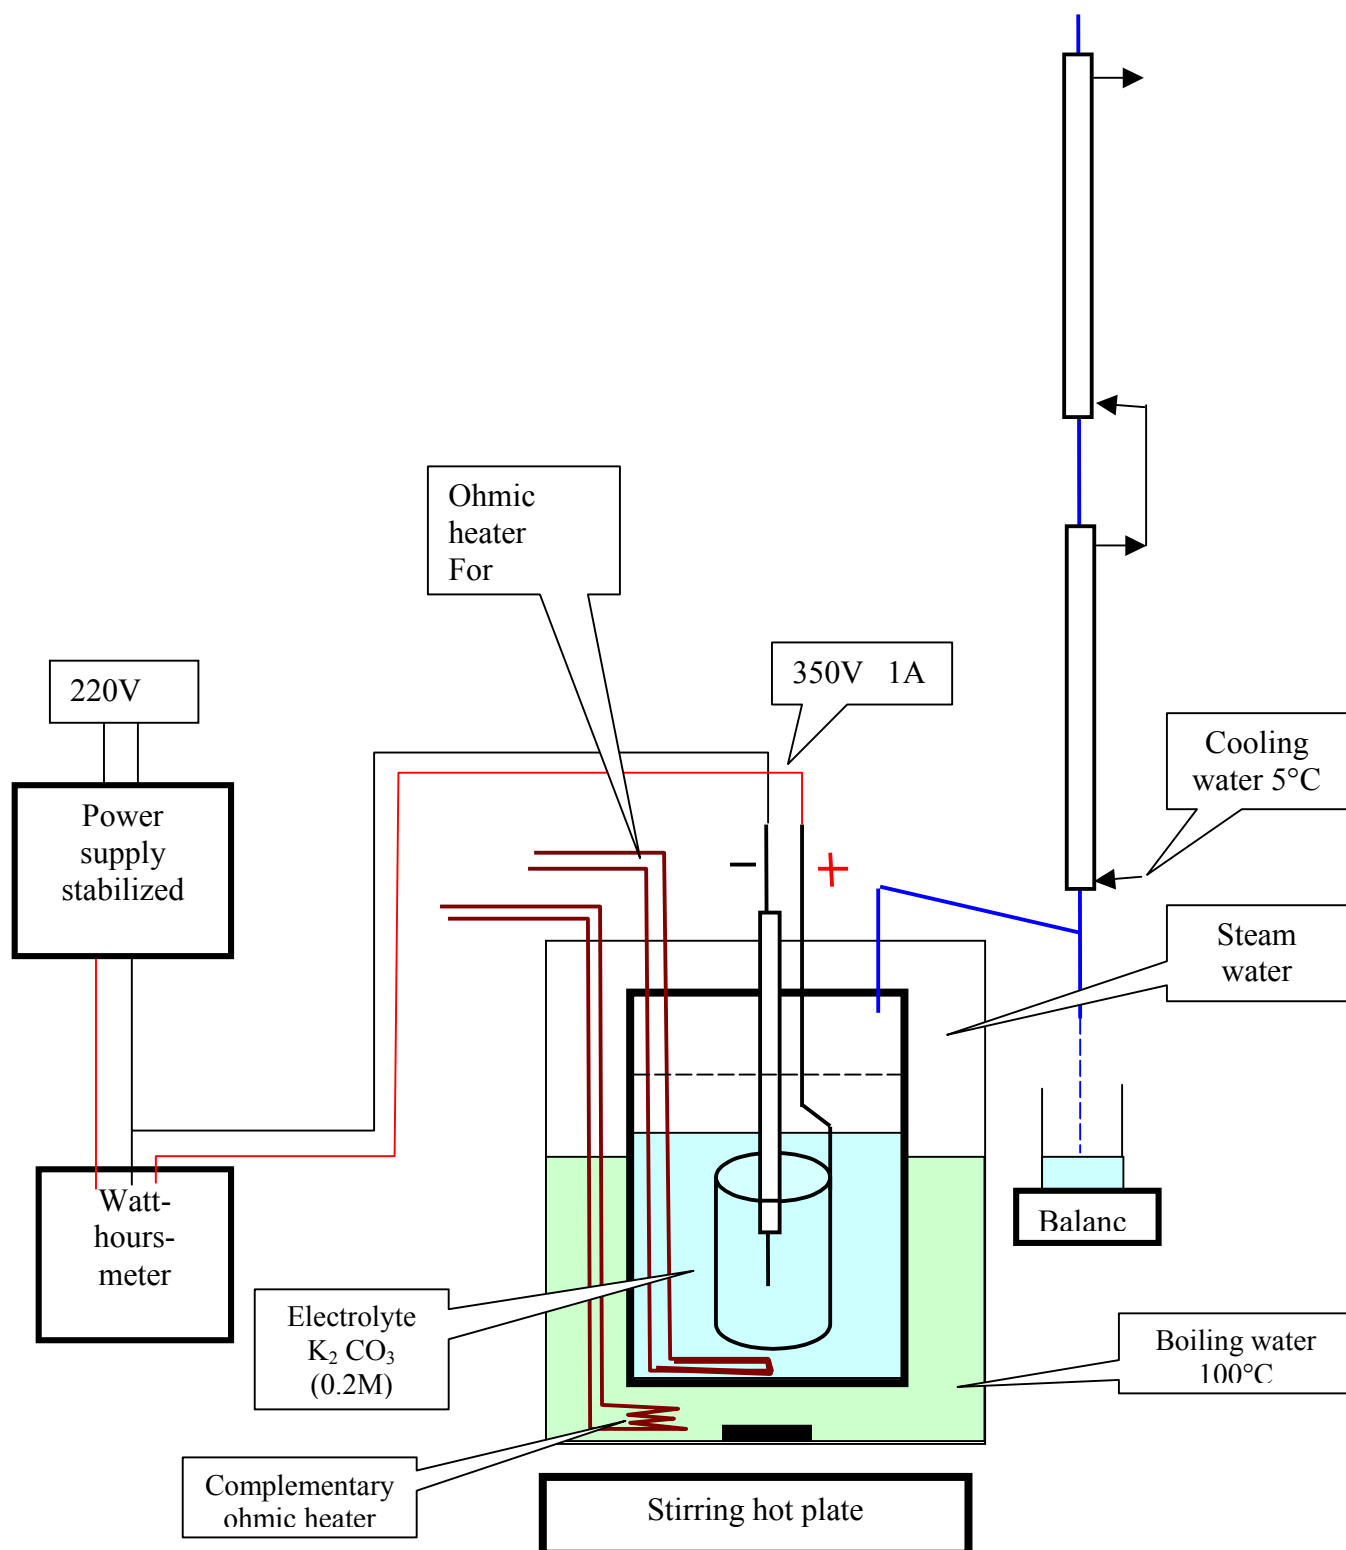 Ohmic
heater
For
220V
350V 1A
Cooling
water 5°C
Power
supply
stabilized
−
+
Steam
water
Watt-
hours-
meter
Balanc
Electrolyte
K₂ CO₃
(0.2M)
Boiling water
100°C
Complementary
ohmic heater
Stirring hot plate